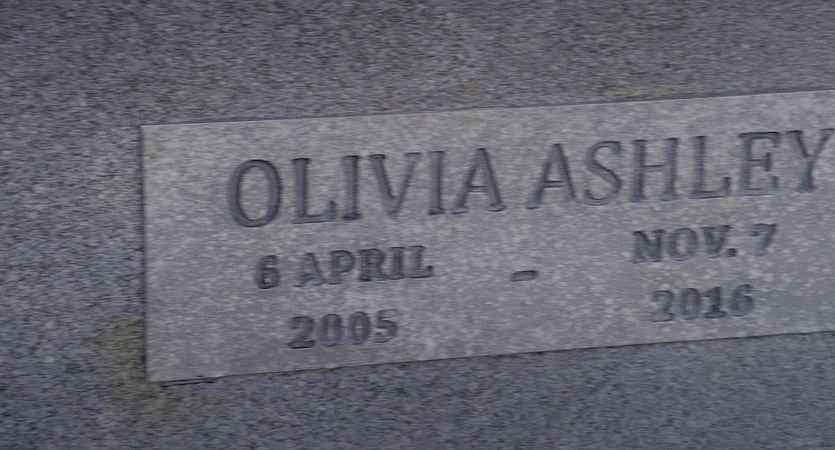 OLIVIA ASHLEY
6 APRIL - NOV. 7
2005 2016